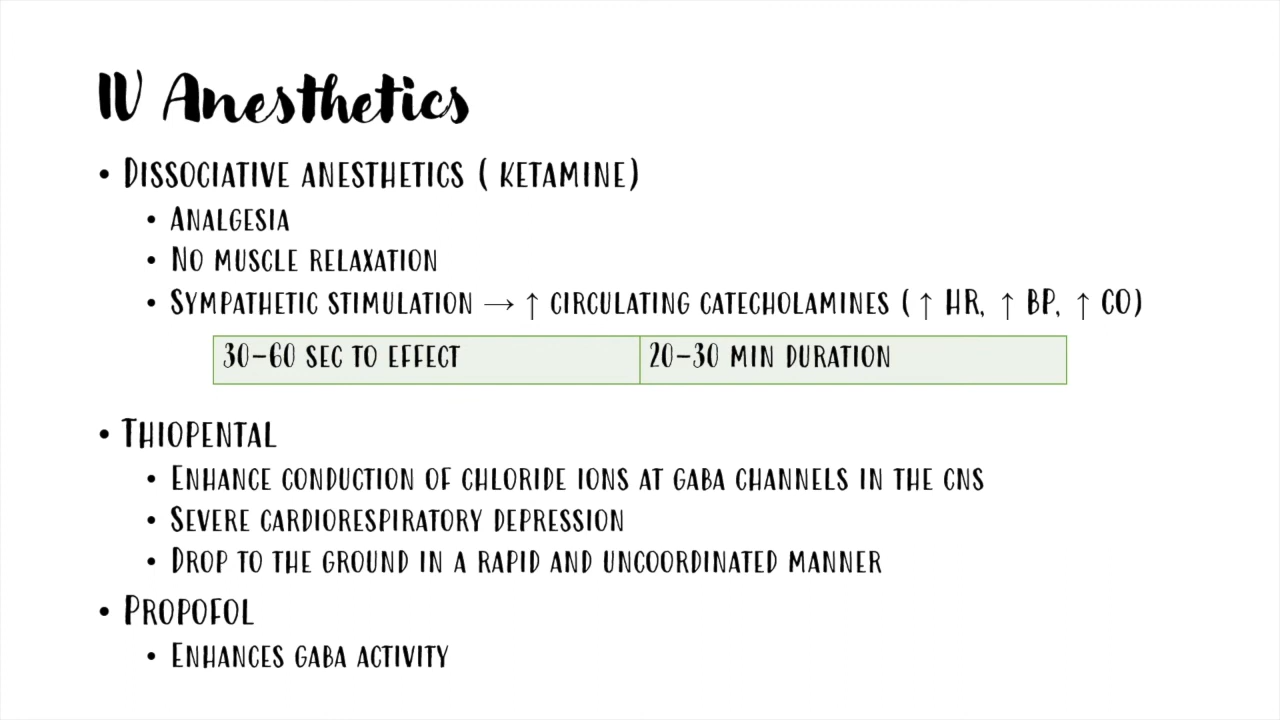 IV Anesthetics
• Dissociative anesthetics ( ketamine)
• Analgesia
• No muscle relaxation
• Sympathetic stimulation → ↑ circulating catecholamines ( ↑ HR, ↑ BP, ↑ CO)
30-60 sec to effect 20-30 min duration
• Thiopental
• Enhance conduction of chloride ions at GABA channels in the CNS
• Severe cardiorespiratory depression
• Drop to the ground in a rapid and uncoordinated manner
• Propofol
• Enhances GABA activity